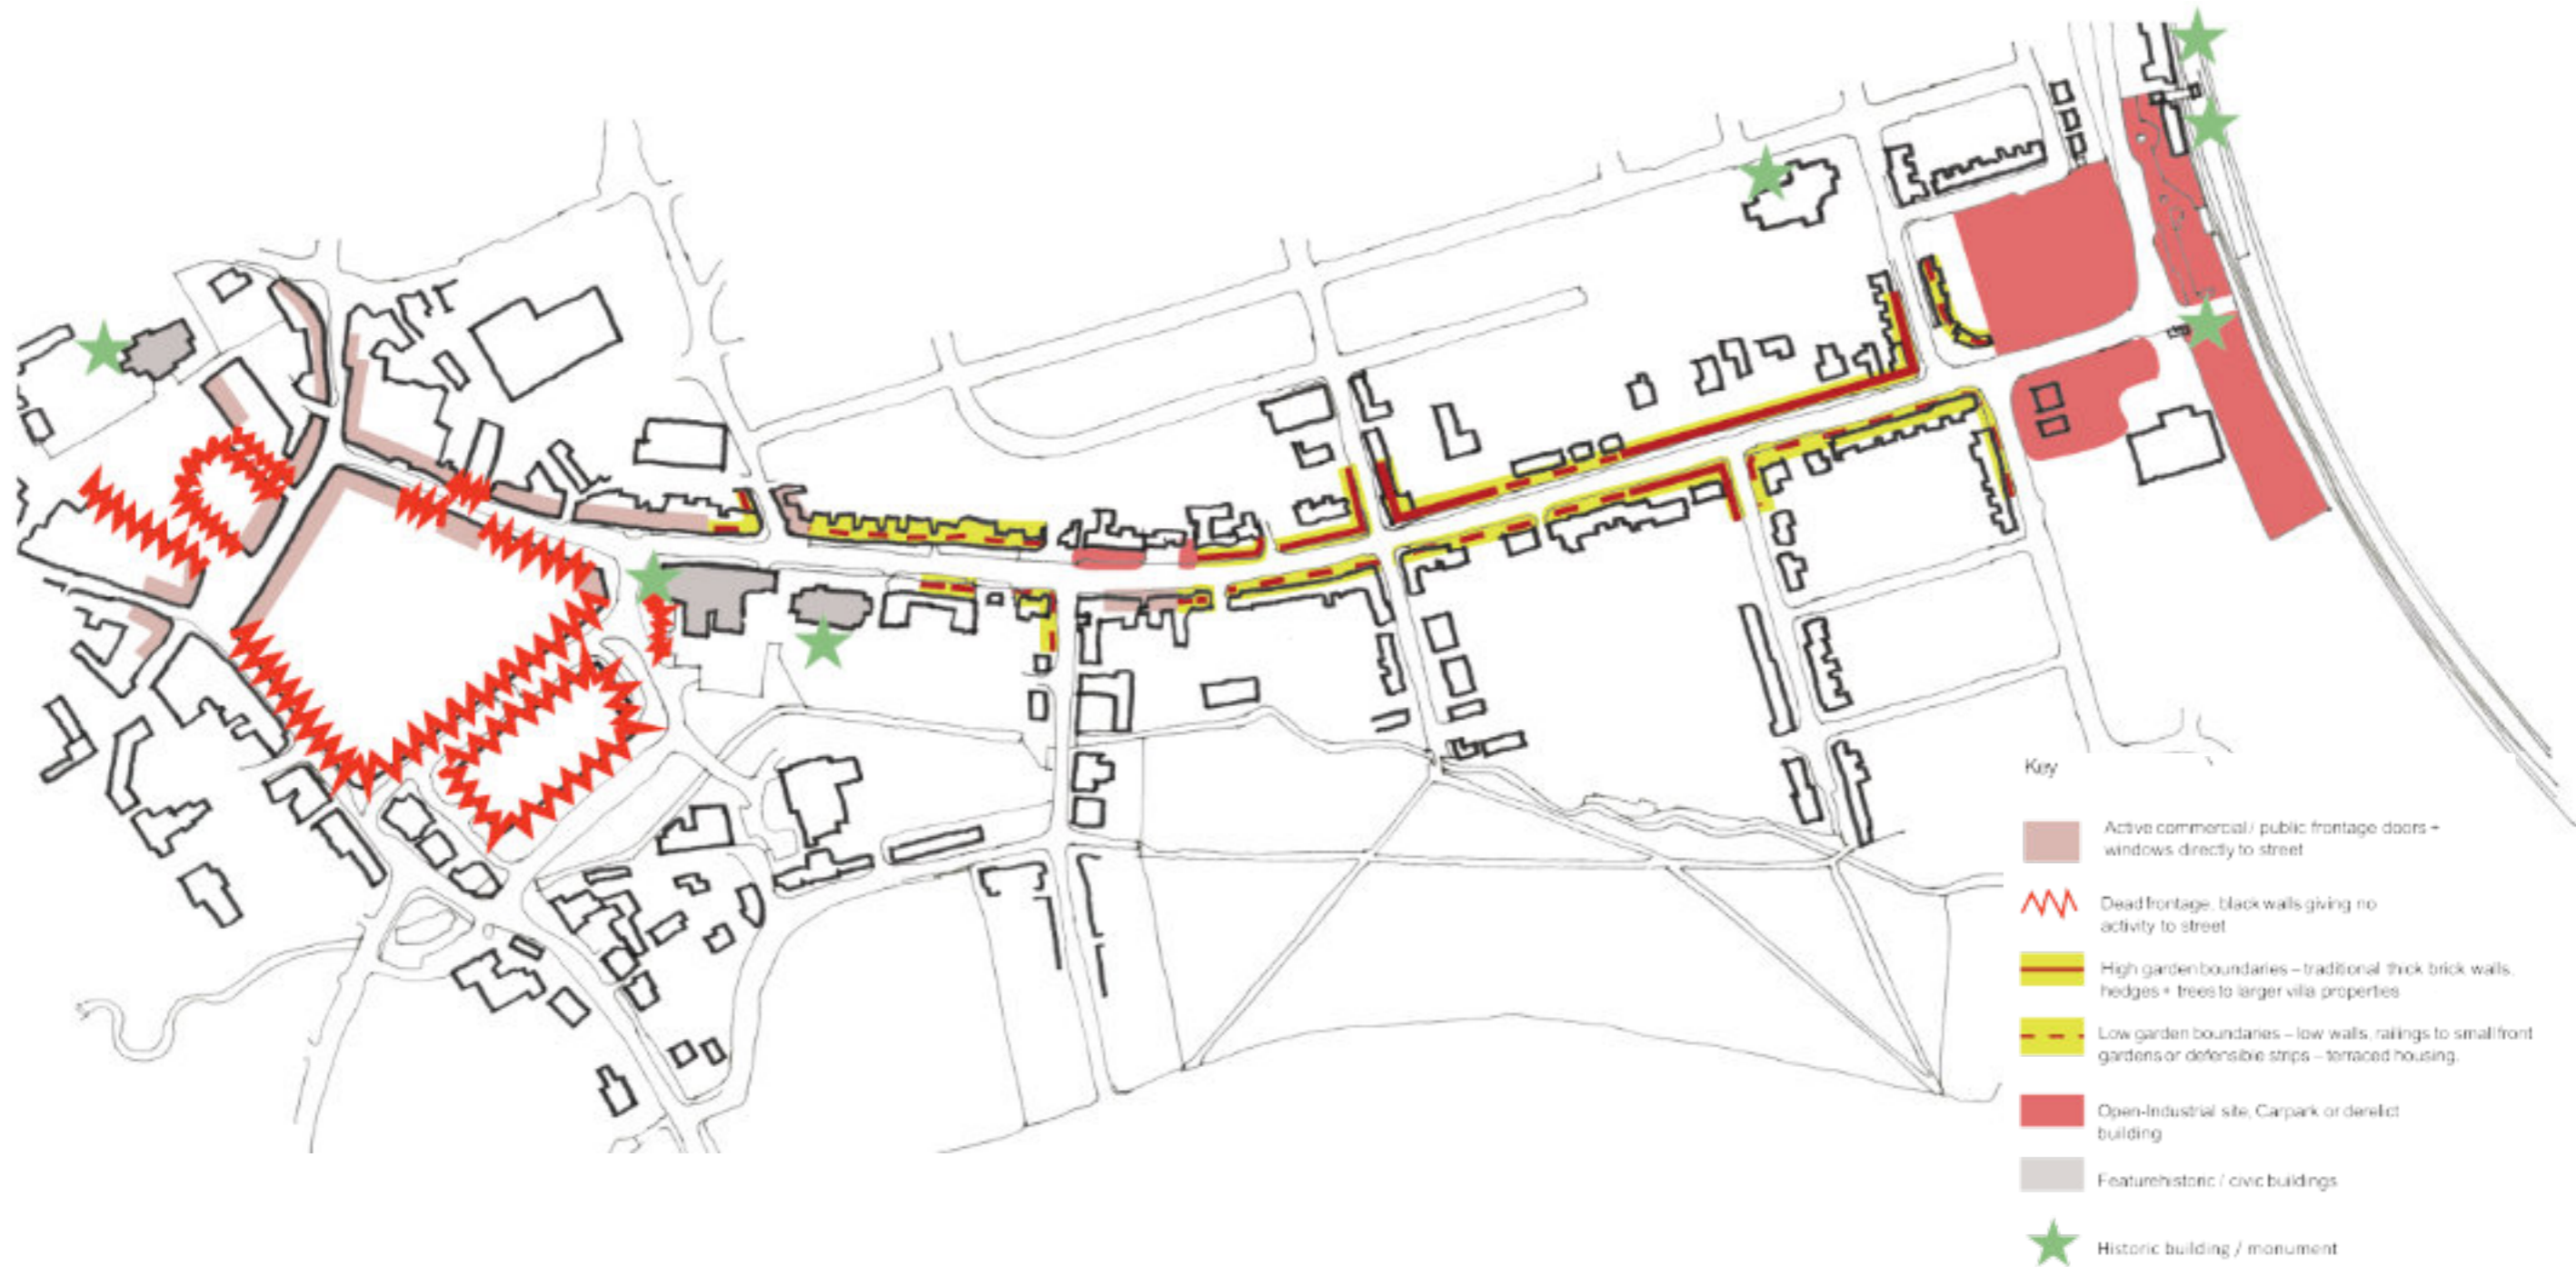 Key
Active commercial / public frontage doors +
windows directly to street
Dead frontage, black walls giving no
activity to street
High garden boundaries – traditional thick brick walls,
hedges + trees to larger villa properties
Low garden boundaries – low walls, railings to small front
gardens or defensible strips – terraced housing.
Open-Industrial site, Carpark or derelict
building
Featurehistoric / civic buildings
Historic building / monument